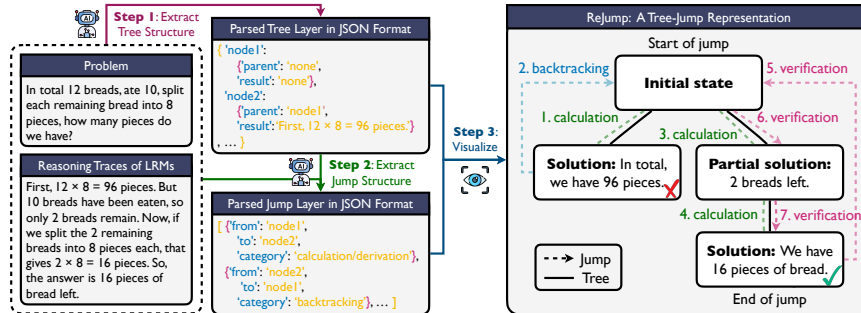 Step 1: Extract
Tree Structure
Problem
In total 12 breads, ate 10, split
each remaining bread into 8
pieces, how many pieces do
we have?
Reasoning Traces of LRMs
First, 12 × 8 = 96 pieces. But
10 breads have been eaten, so
only 2 breads remain. Now, if
we split the 2 remaining
breads into 8 pieces each, that
gives 2 × 8 = 16 pieces. So,
the answer is 16 pieces of
bread left.
Parsed Tree Layer in JSON Format
{ 'node1':
{'parent': 'none',
'result': 'none'},
'node2':
{'parent': 'node1',
'result':'First, 12 × 8 = 96 pieces.'}
, ... }
Step 2: Extract
Jump Structure
Parsed Jump Layer in JSON Format
[ {'from': 'node1',
'to': 'node2',
'category': 'calculation/derivation'},
{'from': 'node2',
'to': 'node1',
'category': 'backtracking'}, ... ]
Step 3:
Visualize
ReJump: A Tree-Jump Representation
Start of jump
2. backtracking
Initial state
5. verification
1. calculation
3. calculation
6. verification
Solution: In total,
we have 96 pieces.
Partial solution:
2 breads left.
4. calculation
7. verification
Solution: We have
16 pieces of bread.
End of jump
Jump
Tree
AI
AI